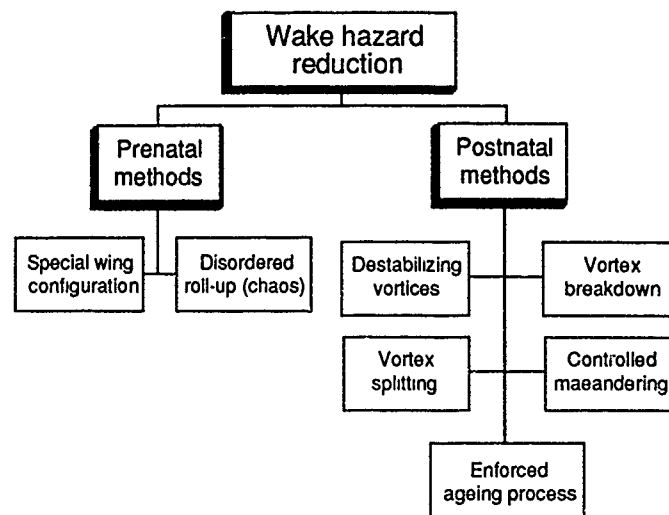 Wake hazard
reduction
Prenatal
methods
Postnatal
methods
Special wing
configuration
Disordered
roll-up (chaos)
Destabilizing
vortices
Vortex
breakdown
Vortex
splitting
Controlled
maeandering
Enforced
ageing process